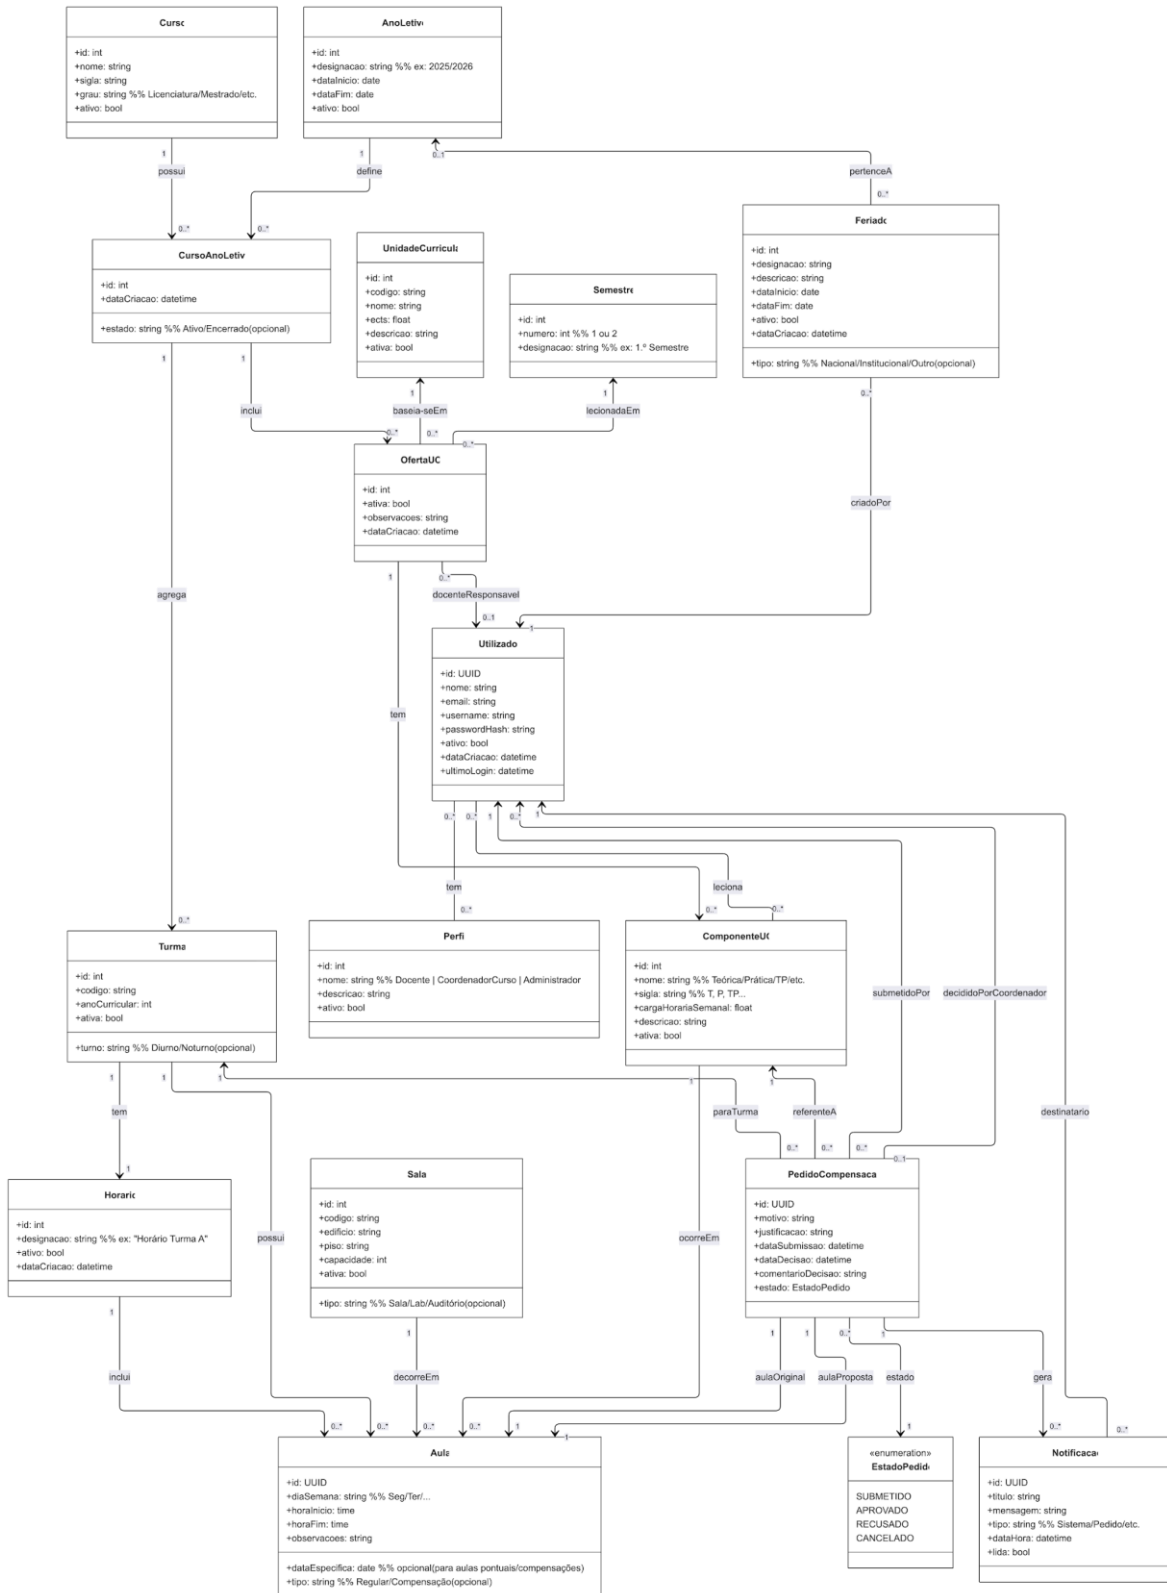 Curso
+id: int
+nome: string
+sigla: string
+grau: string %% Licenciatura/Mestrado/etc.
+ativo: bool
AnoLetivo
+id: int
+designacao: string %% ex: 2025/2026
+dataInicio: date
+dataFim: date
+ativo: bool
1
possui
0..*
1
define
0..*
0..1
pertenceA
0..*
CursoAnoLetiv
+id: int
+dataCriacao: datetime
+estado: string %% Ativo/Encerrado(opcional)
UnidadeCurricula
+id: int
+codigo: string
+nome: string
+ects: float
+descricao: string
+ativa: bool
Semestre
+id: int
+numero: int %% 1 ou 2
+designacao: string %% ex: 1.º Semestre
Feriado
+id: int
+designacao: string
+descricao: string
+dataInicio: date
+dataFim: date
+ativo: bool
+dataCriacao: datetime
+tipo: string %% Nacional/Institucional/Outro(opcional)
1
1
inclui
0..*
1
baseia-seEm
0..*
1
lecionadaEm
0..*
0..*
criadoPor
1
OfertaUC
+id: int
+ativa: bool
+observacoes: string
+dataCriacao: datetime
1
0..*
docenteResponsavel
0..1
agrega
0..*
tem
0..*
Utilizado
+id: UUID
+nome: string
+email: string
+username: string
+passwordHash: string
+ativo: bool
+dataCriacao: datetime
+ultimoLogin: datetime
0..*
0..*
1
0..*
1
tem
0..*
leciona
0..*
Turma
+id: int
+codigo: string
+anoCurricular: int
+ativa: bool
+turno: string %% Diurno/Noturno(opcional)
Perfi
+id: int
+nome: string %% Docente | CoordenadorCurso | Administrador
+descricao: string
+ativo: bool
ComponenteUC
+id: int
+nome: string %% Teórica/Prática/TP/etc.
+sigla: string %% T, P, TP...
+cargaHorariaSemanal: float
+descricao: string
+ativa: bool
submetidoPor
0..*
decididoPorCoordenador
0..1
1
1
1
1
1
tem
1
paraTurma
0..*
referenteA
0..*
destinatario
0..*
Horario
+id: int
+designacao: string %% ex: "Horário Turma A"
+ativo: bool
+dataCriacao: datetime
possui
Sala
+id: int
+codigo: string
+edificio: string
+piso: string
+capacidade: int
+ativa: bool
+tipo: string %% Sala/Lab/Auditório(opcional)
ocorreEm
PedidoCompensaca
+id: UUID
+motivo: string
+justificacao: string
+dataSubmissao: datetime
+dataDecisao: datetime
+comentarioDecisao: string
+estado: EstadoPedido
1
1
1
1
0..*
1
inclui
decorreEm
aulaOriginal
aulaProposta
estado
gera
0..*
0..*
0..*
0..*
1
1
1
0..*
Aula
+id: UUID
+diaSemana: string %% Seg/Ter/...
+horaInicio: time
+horaFim: time
+observacoes: string
+dataEspecifica: date %% opcional(para aulas pontuais/compensações)
+tipo: string %% Regular/Compensação(opcional)
«enumeration»
EstadoPedido
SUBMETIDO
APROVADO
RECUSADO
CANCELADO
Notificacao
+id: UUID
+titulo: string
+mensagem: string
+tipo: string %% Sistema/Pedido/etc.
+dataHora: datetime
+lida: bool